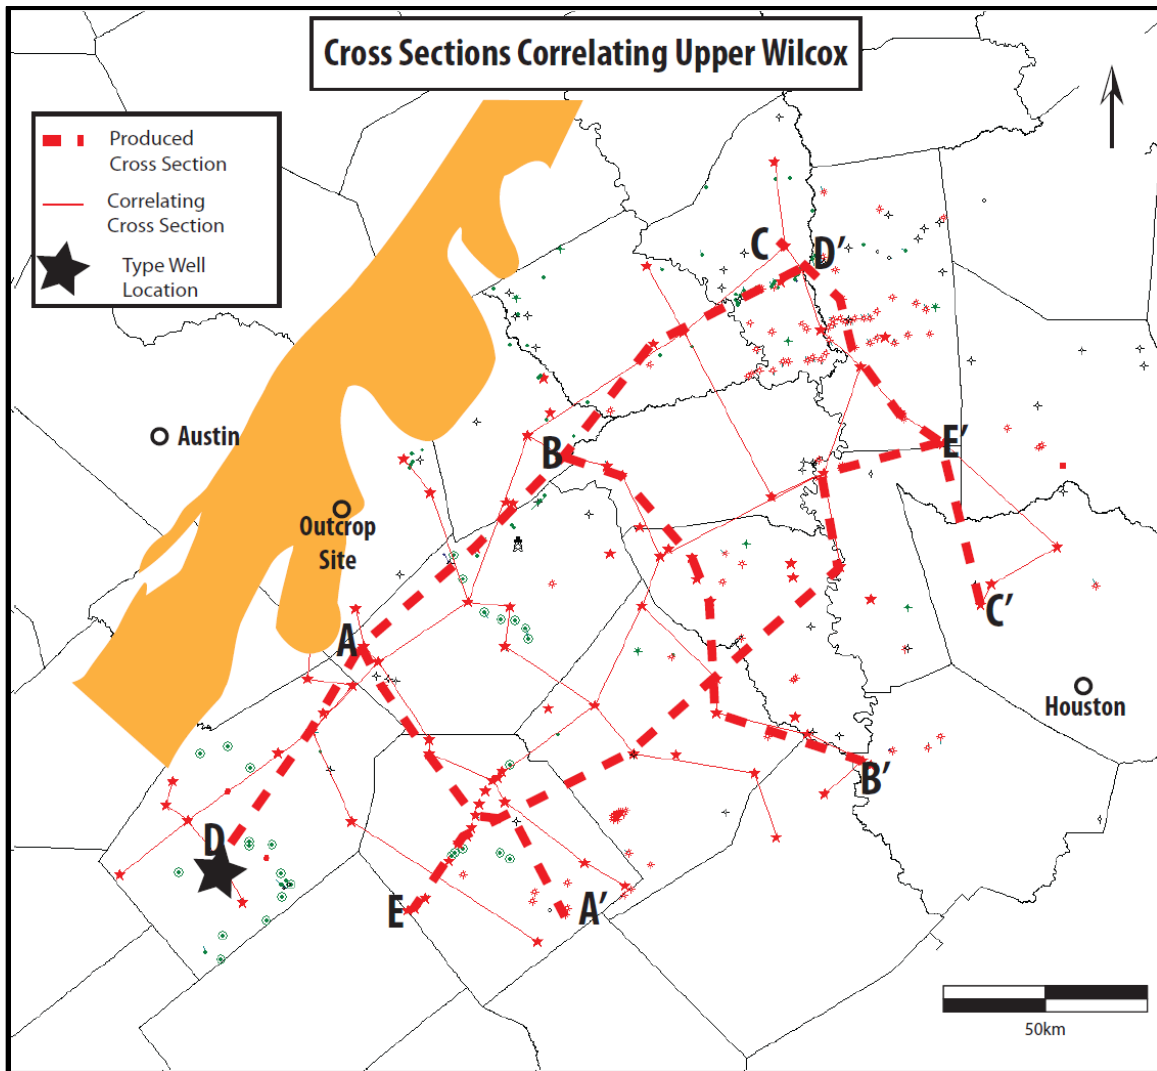 Cross Sections Correlating Upper Wilcox
Produced
Cross Section
Correlating
Cross Section
Type Well
Location
C
D'
Austin
B
E'
Outcrop
Site
C'
A
Houston
B'
D
E
A'
50km